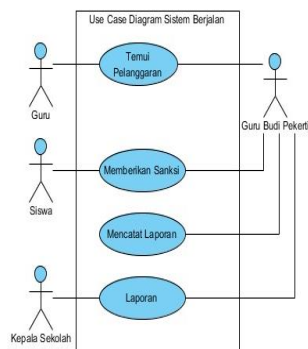 Use Case Diagram Sistem Berjalan
Temui
Pelanggaran
Guru
Guru Budi Pekerti
Memberikan Sanksi
Siswa
Mencatat Laporan
Laporan
Kepala Sekolah